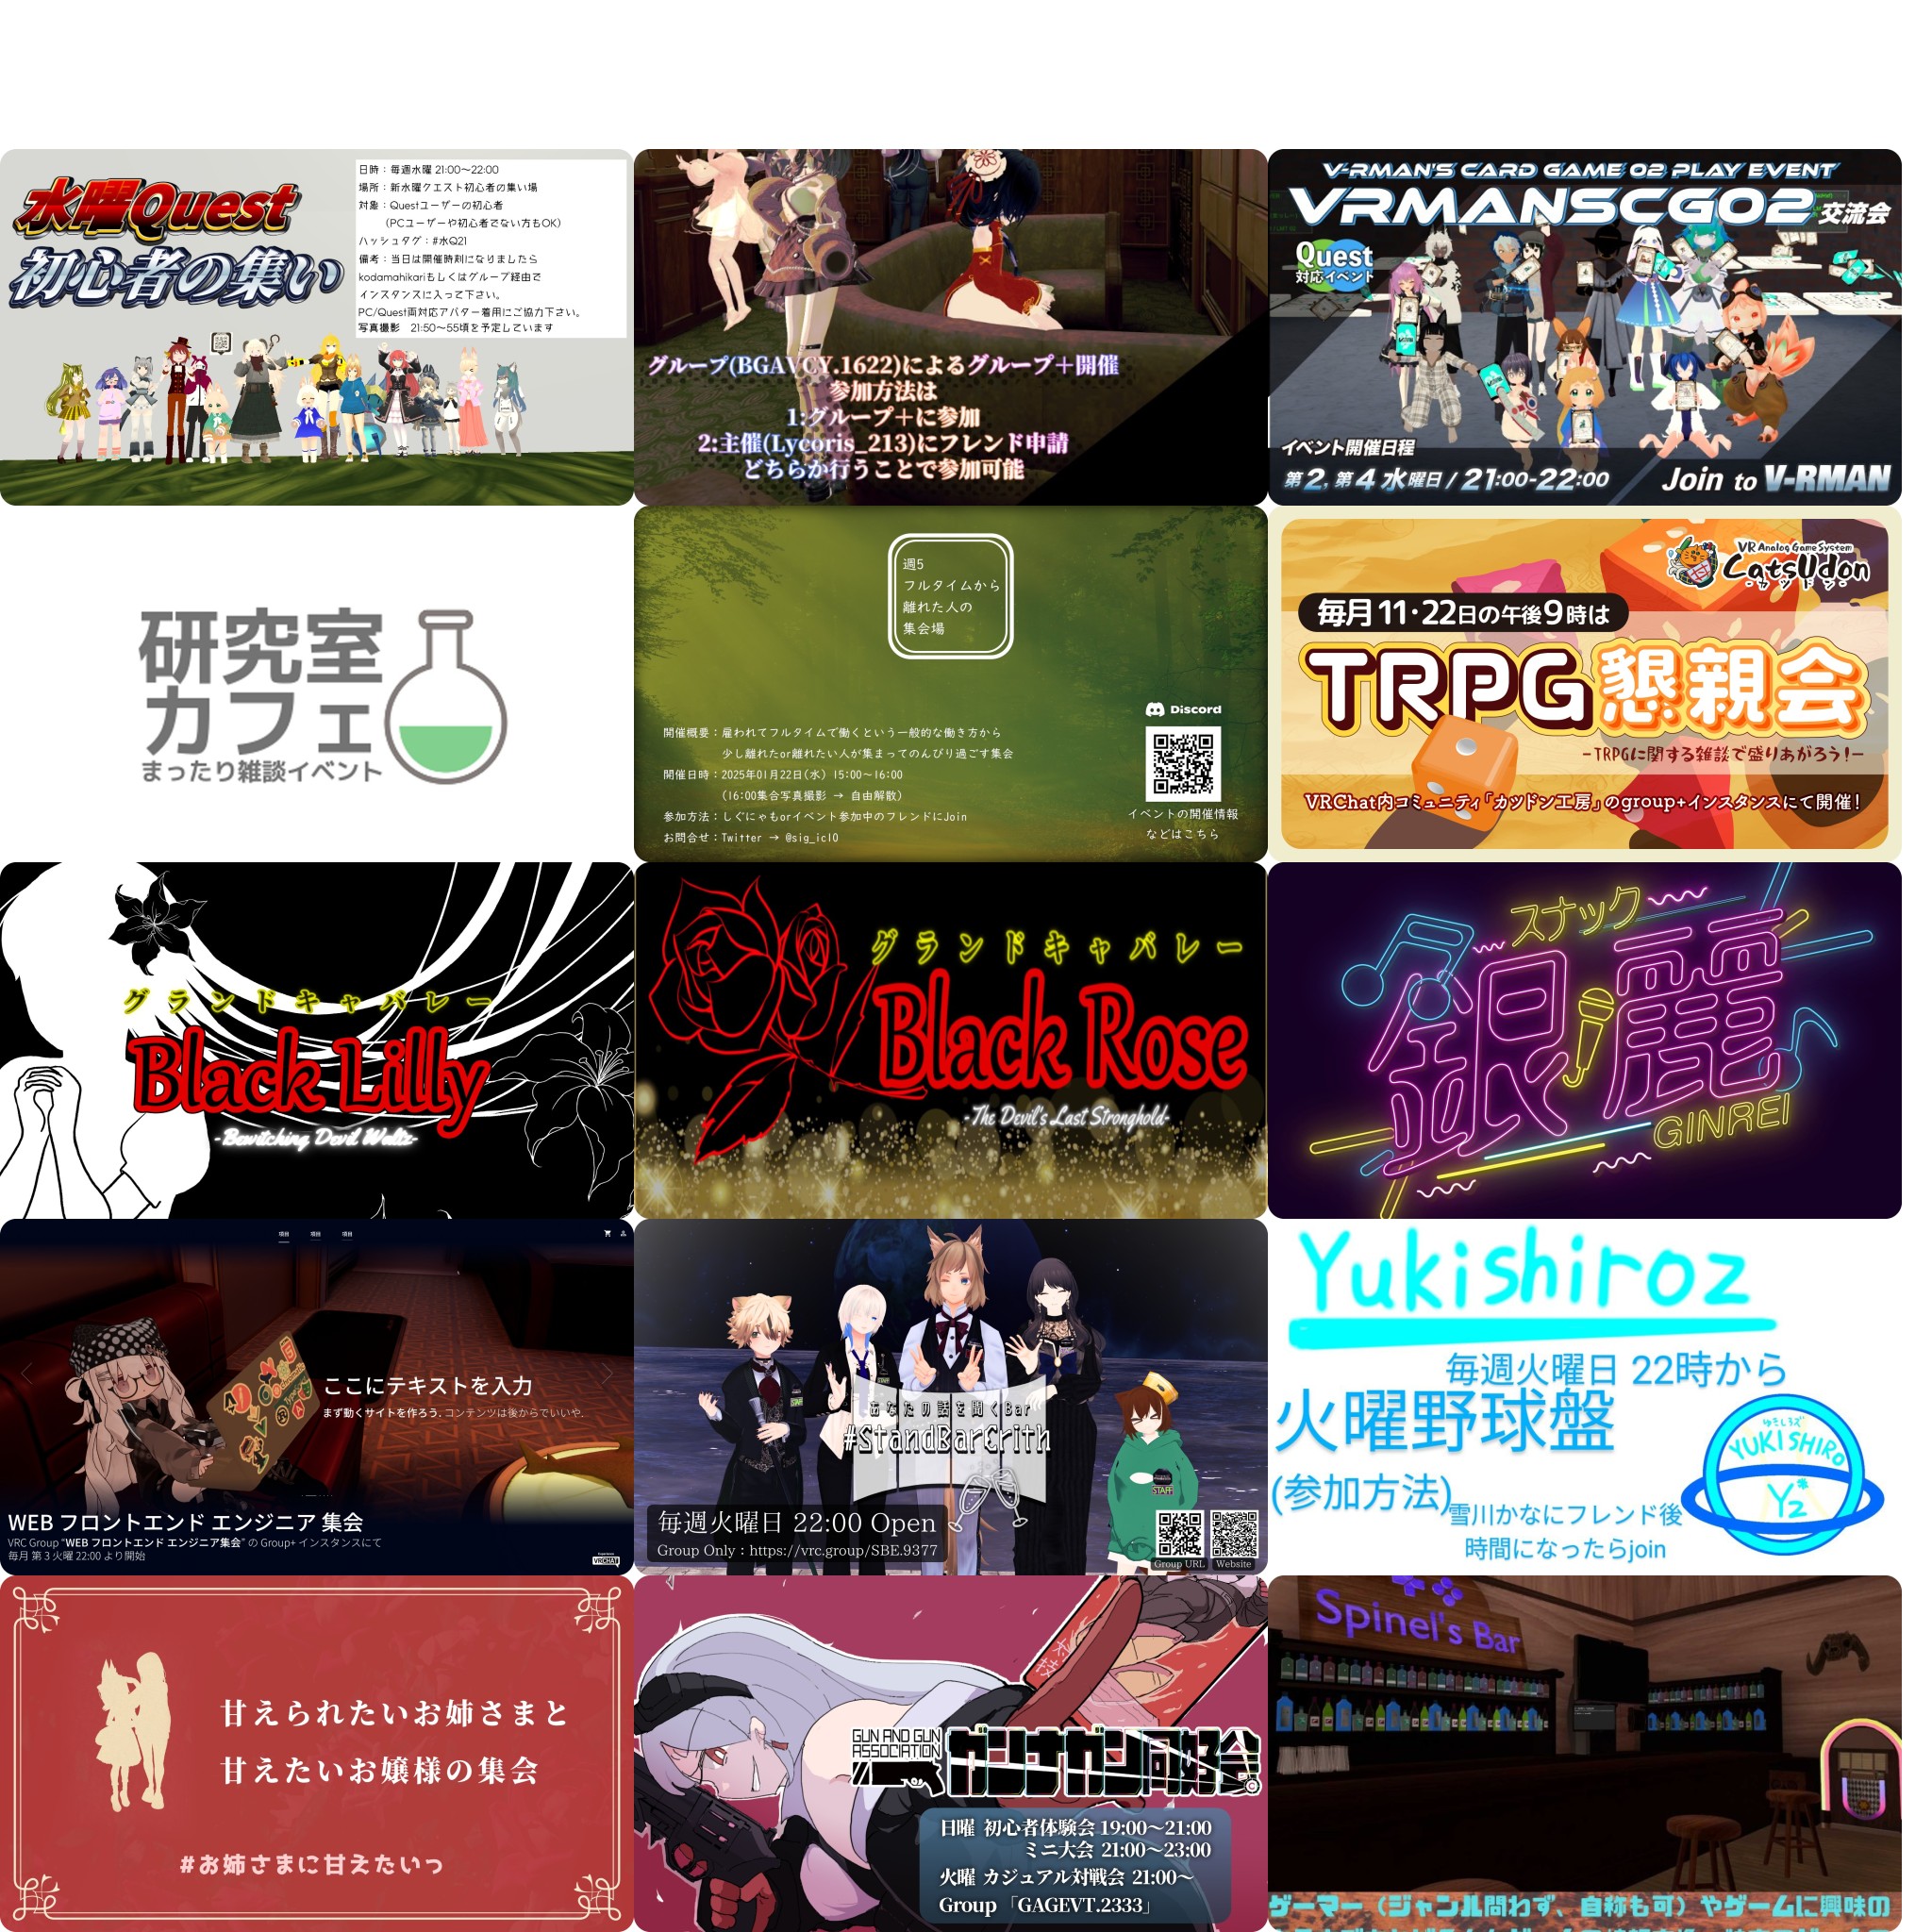 水曜Quest
初心者の集い
日時：毎週水曜 21:00～22:00
場所：新水曜クエスト初心者の集い場
対象：Questユーザーの初心者
(PCユーザーや初心者でない方もOK)
ハッシュタグ：#水Q21
備考：当日は開催時刻になりましたら
kodamahikariもしくはグループ経由で
インスタンスに入って下さい。
PC/Quest両対応アバター着用にご協力下さい。
写真撮影　21:50～55頃を予定しています
グループ(BGAVCY.1622)によるグループ＋開催
参加方法は
1:グループ＋に参加
2:主催(Lycoris_213)にフレンド申請
どちらか行うことで参加可能
V-RMAN'S CARD GAME 02 PLAY EVENT
VRMANSCG02 交流会
Quest
対応イベント
イベント開催日程
第2, 第4 水曜日 / 21:00-22:00
Join to V-RMAN
研究室
カフェ
まったり雑談イベント
週5
フルタイムから
離れた人の
集会場
開催概要：雇われてフルタイムで働くという一般的な働き方から
少し離れたor離れたい人が集まってのんびり過ごす集会
開催日時：2025年01月22日(水) 15:00～16:00
(16:00集合写真撮影 → 自由解散)
参加方法：しぐにゃもorイベント参加中のフレンドにJoin
お問合せ：Twitter → @sig_icl0
Discord
イベントの開催情報
などはこちら
VR Analog Game System
CatsUdon
-カツドン-
毎月11・22日の午後9時は
TRPG懇親会
-TRPGに関する雑談で盛りあがろう!-
VRChat内コミュニティ「カツドン工房」のgroup+インスタンスにて開催！
グランドキャバレー
Black Lilly
-Bewitching Devil Waltz-
グランドキャバレー
Black Rose
-The Devil's Last Stronghold-
スナック
銀麗
GINREI
項目 項目 項目
ここにテキストを入力
まず動くサイトを作ろう. コンテンツは後からでいいや.
WEB フロントエンド エンジニア 集会
VRC Group "WEB フロントエンド エンジニア集会" の Group+ インスタンスにて
毎月 第 3 火曜 22:00 より開始
VRCHAT
あなたの話を聞くBar
#StandBarErith
STAFF
STAFF
STAFF
毎週火曜日 22:00 Open
Group Only : https://vrc.group/SBE.9377
Group URL
Website
Yukishiroz
毎週火曜日 22時から
火曜野球盤
(参加方法)
雪川かなにフレンド後
時間になったらjoin
ゆきしろず
YUKISHIRO
Yz
甘えられたいお姉さまと
甘えたいお嬢様の集会
#お姉さまに甘えたいっ
GUN AND GUN
ASSOCIATION
ガンナガン同好会
日曜 初心者体験会 19:00～21:00
ミニ大会 21:00～23:00
火曜 カジュアル対戦会 21:00～
Group「GAGEVT.2333」
Spinel's Bar
ゲーマー（ジャンル問わず、自称も可）やゲームに興味の